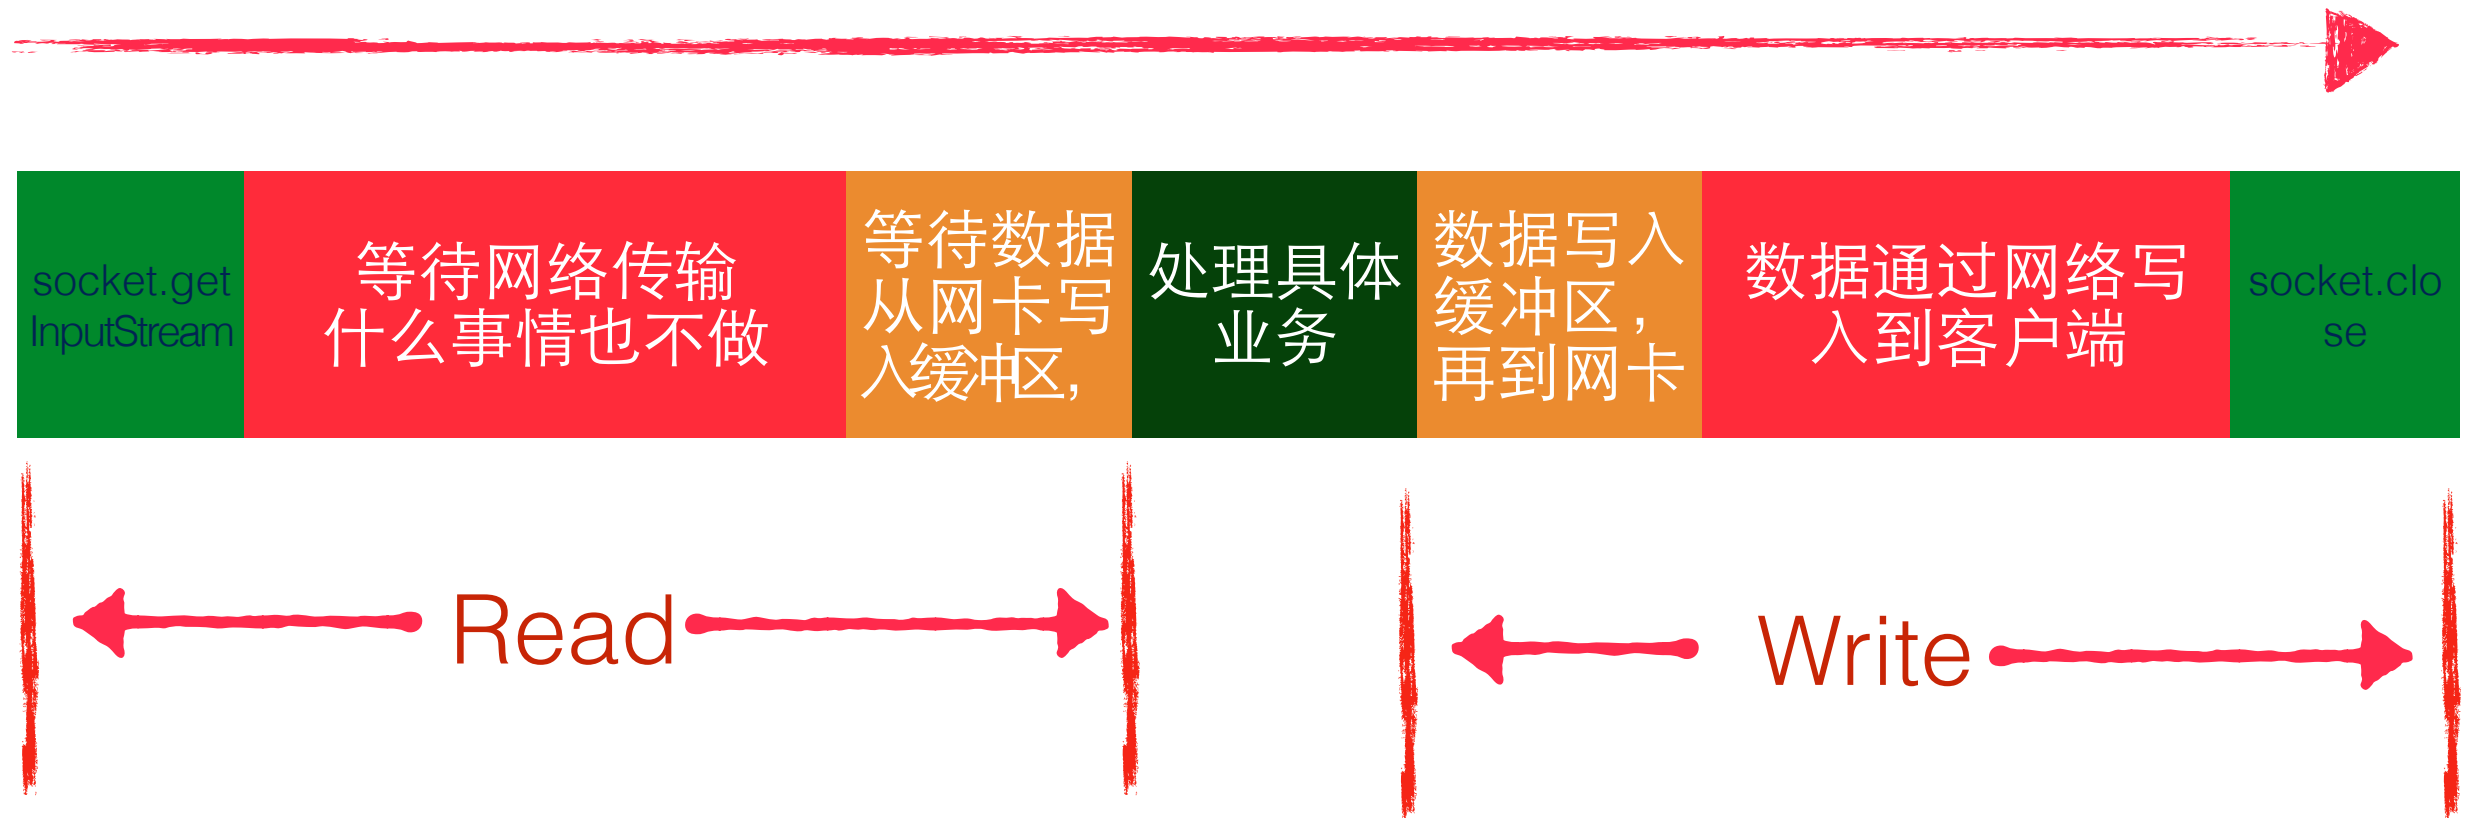 socket.get
InputStream
等待网络传输
什么事情也不做
等待数据
从网卡写
入缓冲区，
处理具体
业务
数据写入
缓冲区，
再到网卡
数据通过网络写
入到客户端
socket.clo
se
Read
Write